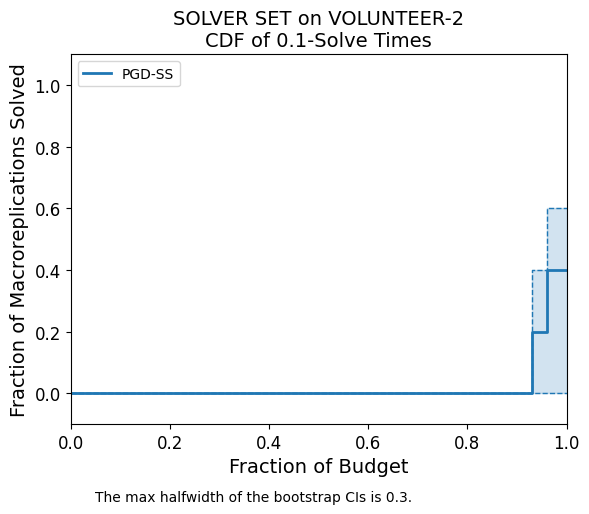 SOLVER SET on VOLUNTEER-2
CDF of 0.1-Solve Times
PGD-SS
Fraction of Macroreplications Solved
1.0
0.8
0.6
0.4
0.2
0.0
0.0 0.2 0.4 0.6 0.8 1.0
Fraction of Budget
The max halfwidth of the bootstrap CIs is 0.3.